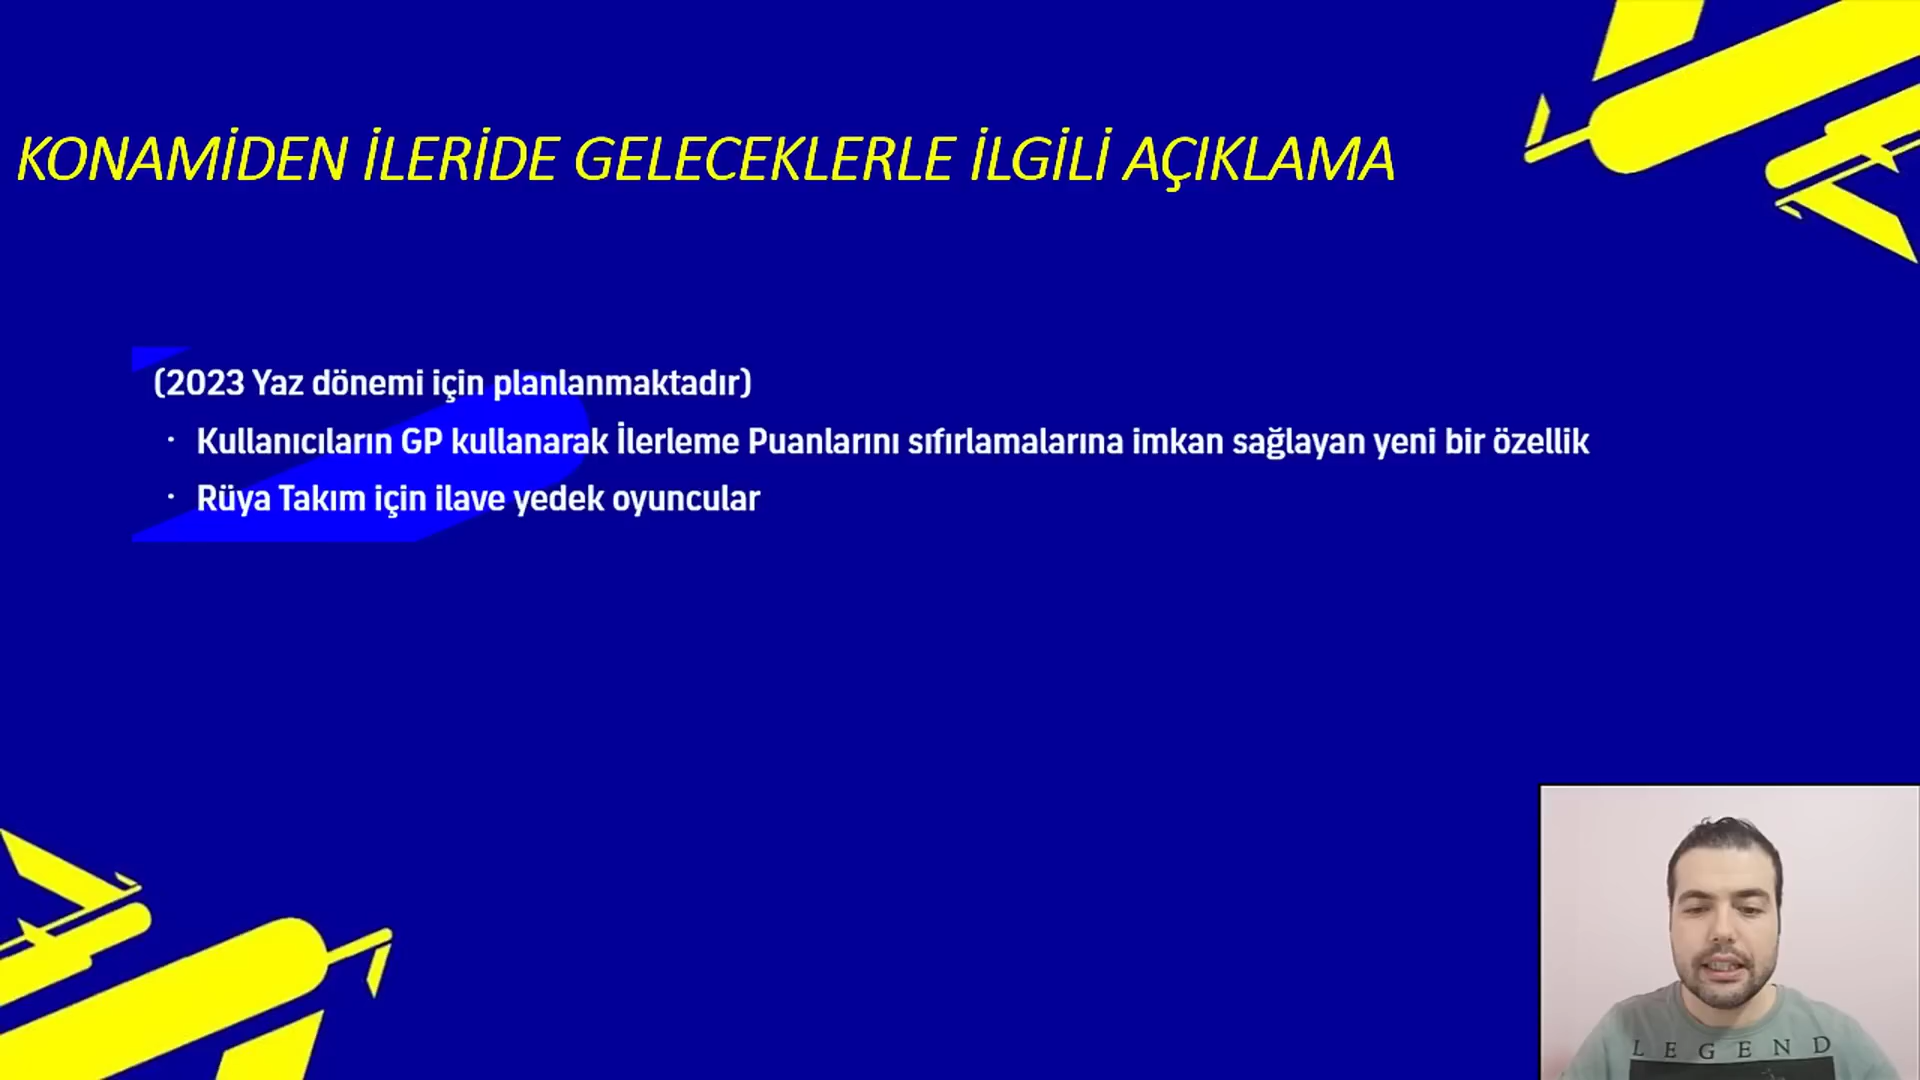 KONAMİDEN İLERİDE GELECEKLERLE İLGİLİ AÇIKLAMA
(2023 Yaz dönemi için planlanmaktadır)
· Kullanıcıların GP kullanarak İlerleme Puanlarını sıfırlamalarına imkan sağlayan yeni bir özellik
· Rüya Takım için ilave yedek oyuncular
LEGEND